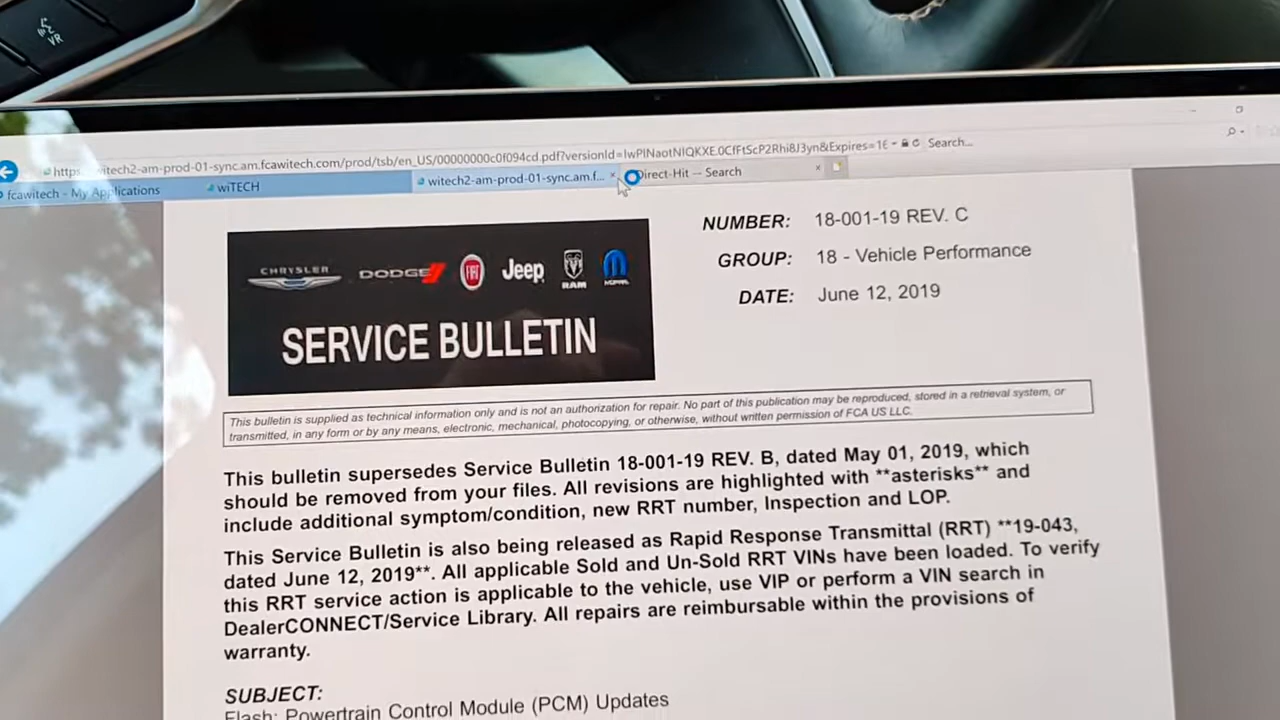 VR
https: witech2-am-prod-01-sync.am.fcawitech.com/prod/tsb/en_US/00000000c0f094cd.pdf?versionId= Search...
fcawitech - My Applications wiTECH witech2-am-prod-01-sync.am.f... Direct-Hit -- Search
CHRYSLER DODGE FIAT Jeep RAM MOPAR
SERVICE BULLETIN
NUMBER: 18-001-19 REV. C
GROUP: 18 - Vehicle Performance
DATE: June 12, 2019
This bulletin is supplied as technical information only and is not an authorization for repair. No part of this publication may be reproduced, stored in a retrieval system, or
transmitted, in any form or by any means, electronic, mechanical, photocopying, or otherwise, without written permission of FCA US LLC.
This bulletin supersedes Service Bulletin 18-001-19 REV. B, dated May 01, 2019, which
should be removed from your files. All revisions are highlighted with **asterisks** and
include additional symptom/condition, new RRT number, Inspection and LOP.
This Service Bulletin is also being released as Rapid Response Transmittal (RRT) **19-043,
dated June 12, 2019**. All applicable Sold and Un-Sold RRT VINs have been loaded. To verify
this RRT service action is applicable to the vehicle, use VIP or perform a VIN search in
DealerCONNECT/Service Library. All repairs are reimbursable within the provisions of
warranty.
SUBJECT:
Flash: Powertrain Control Module (PCM) Updates